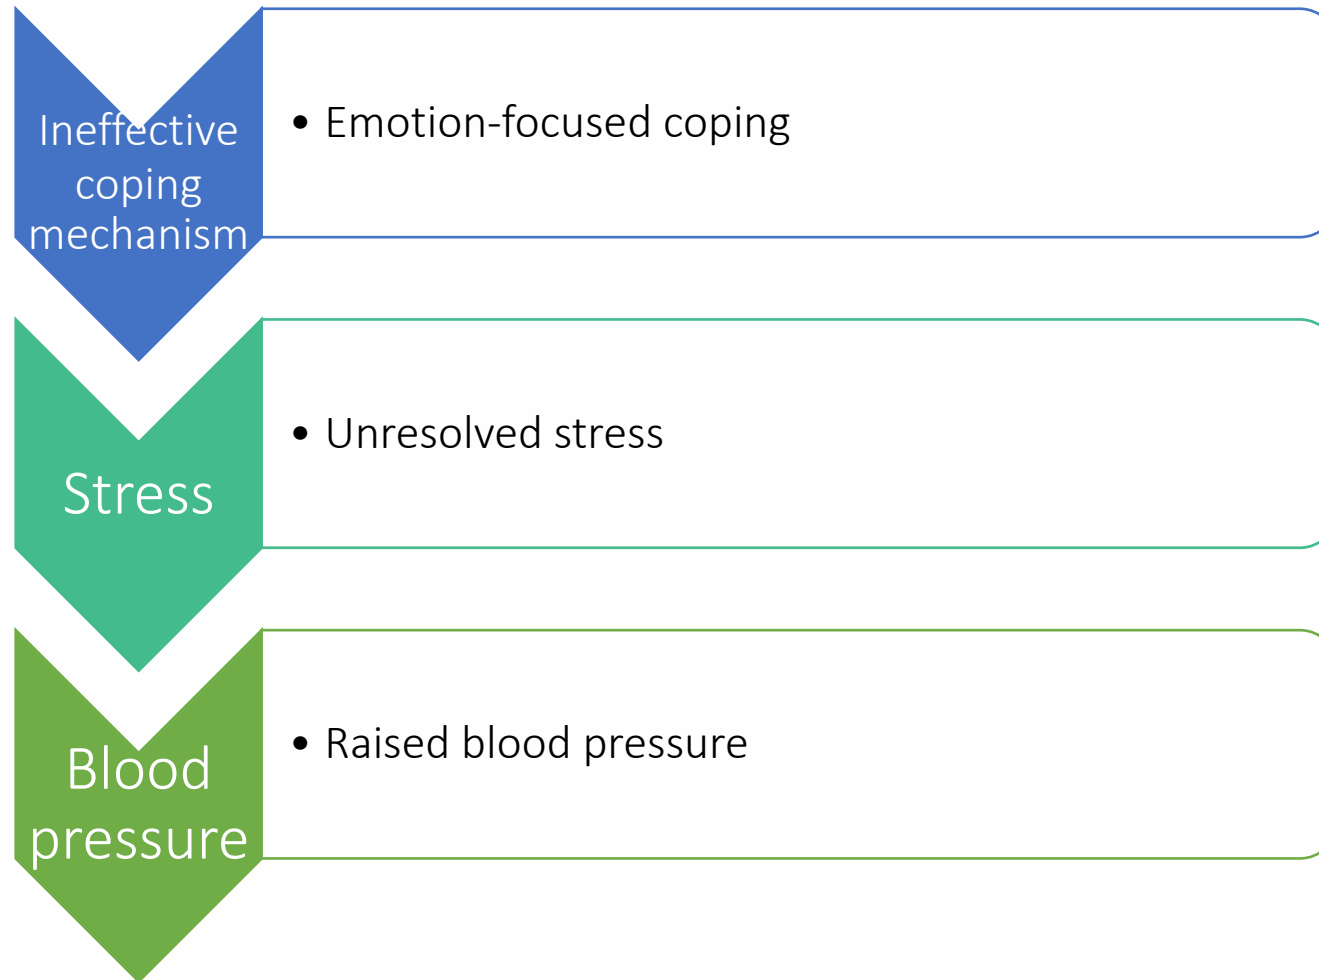 Ineffective
coping
mechanism
• Emotion-focused coping
Stress
• Unresolved stress
Blood
pressure
• Raised blood pressure